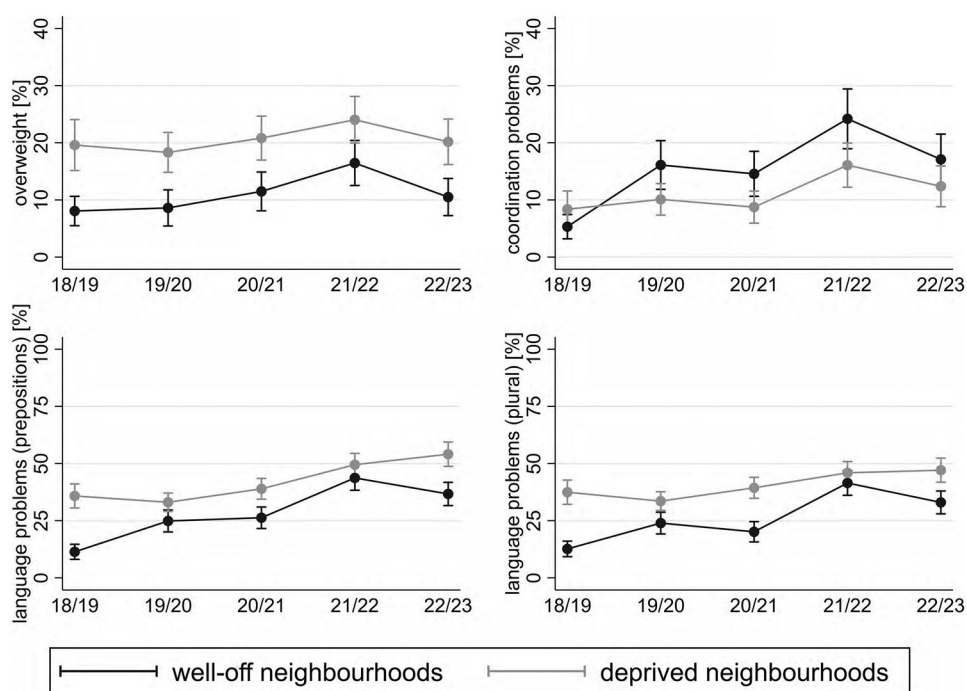 overweight [%]
40
30
20
10
0
18/19 19/20 20/21 21/22 22/23
coordination problems [%]
40
30
20
10
0
18/19 19/20 20/21 21/22 22/23
language problems (prepositions) [%]
100
75
50
25
0
18/19 19/20 20/21 21/22 22/23
language problems (plural) [%]
100
75
50
25
0
18/19 19/20 20/21 21/22 22/23
well-off neighbourhoods deprived neighbourhoods